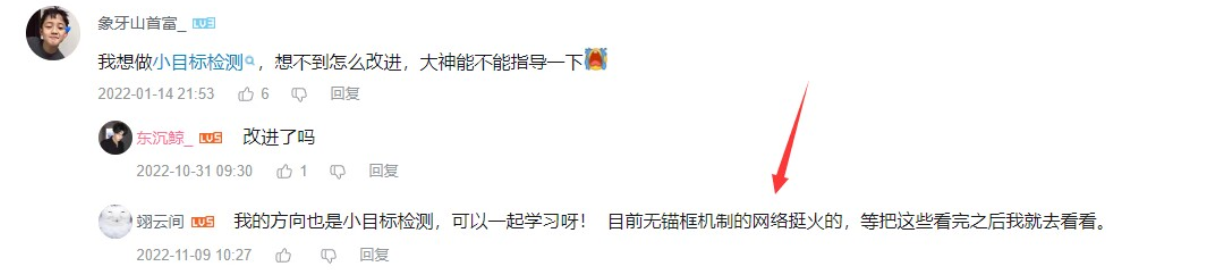 象牙山首富_ LV3
我想做小目标检测，想不到怎么改进，大神能不能指导一下
2022-01-14 21:53 6 回复
东沉鲸_ LV5 改进了吗
2022-10-31 09:30 1 回复
翊云间 LV5 我的方向也是小目标检测，可以一起学习呀！ 目前无锚框机制的网络挺火的，等把这些看完之后我就去看看。
2022-11-09 10:27 回复